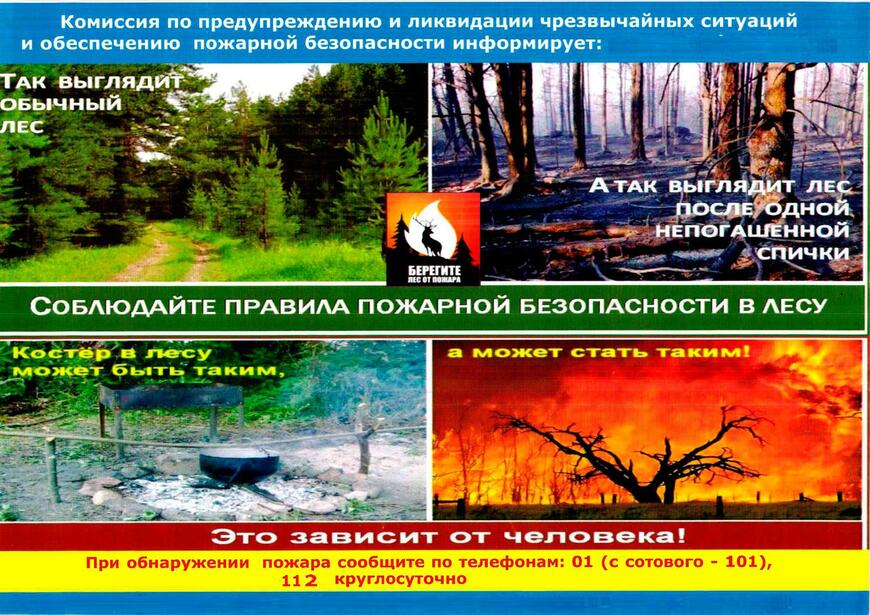 Комиссия по предупреждению и ликвидации чрезвычайных ситуаций
и обеспечению пожарной безопасности информирует:
Так выглядит
обычный
лес
А так выглядит лес
после одной
непогашенной
спички
БЕРЕГИТЕ
ЛЕС ОТ ПОЖАРА
Соблюдайте правила пожарной безопасности в лесу
Костёр в лесу
может быть таким,
а может стать таким!
Это зависит от человека!
При обнаружении пожара сообщите по телефонам: 01 (с сотового - 101),
112 круглосуточно